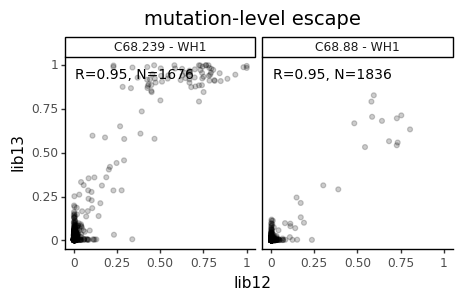 mutation-level escape
C68.239 - WH1
C68.88 - WH1
R=0.95, N=1676
R=0.95, N=1836
1
0.75
0.50
0.25
0
lib13
0
0.25
0.50
0.75
1
0
0.25
0.50
0.75
1
lib12